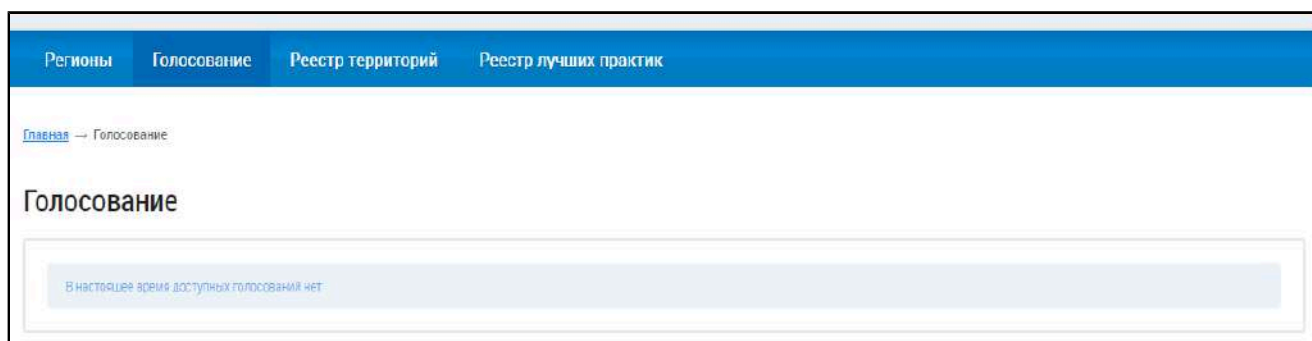 Регионы Голосование Реестр территорий Реестр лучших практик
Главная → Голосование
Голосование
В настоящее время доступных голосований нет